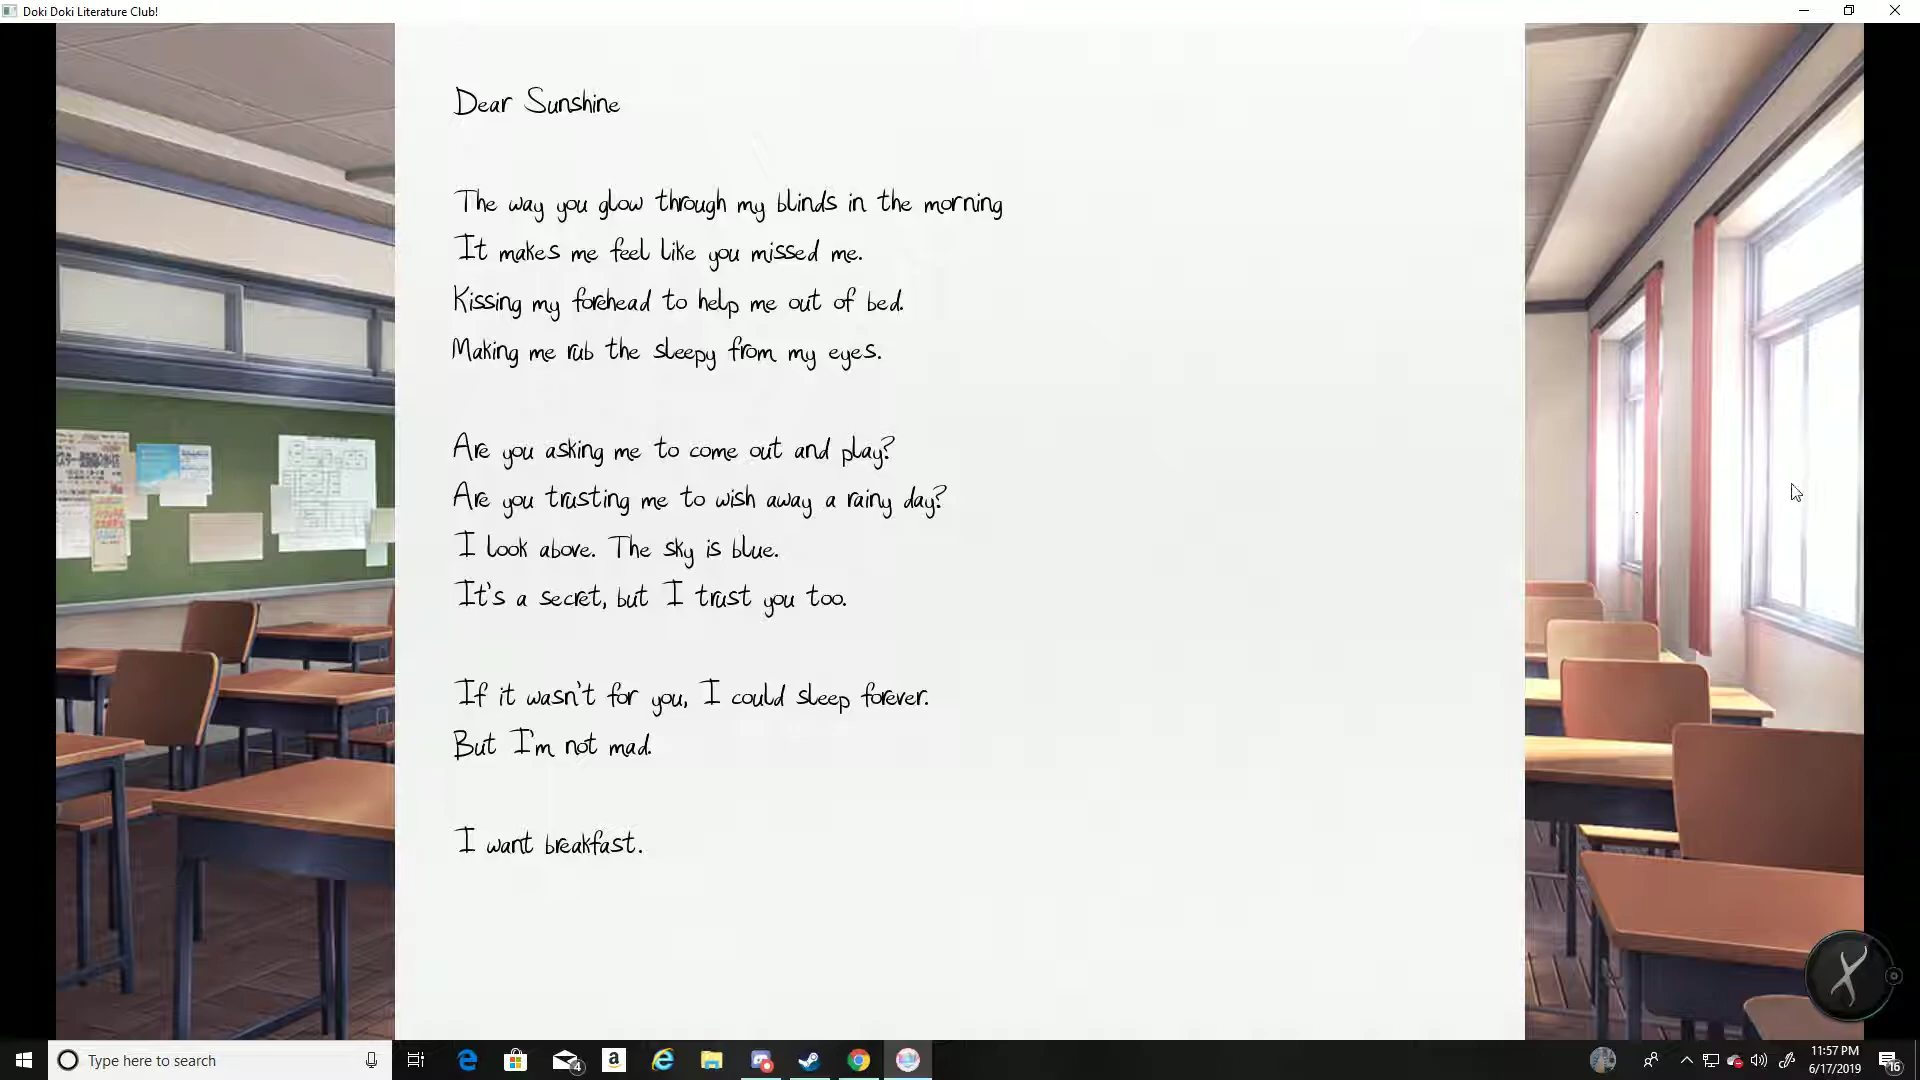 Doki Doki Literature Club!
Dear Sunshine
The way you glow through my blinds in the morning
It makes me feel like you missed me.
Kissing my forehead to help me out of bed.
Making me rub the sleepy from my eyes.
Are you asking me to come out and play?
Are you trusting me to wish away a rainy day?
I look above. The sky is blue.
It's a secret, but I trust you too.
If it wasn't for you, I could sleep forever.
But I'm not mad.
I want breakfast.
Type here to search
4
a
11:57 PM
6/17/2019
16